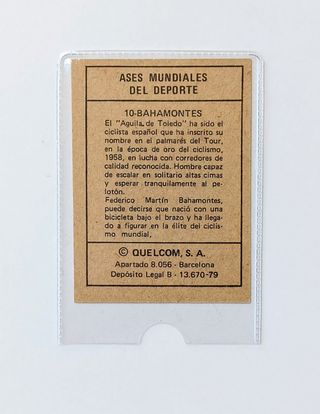 ASES MUNDIALES
DEL DEPORTE
10-BAHAMONTES
El "Aguila de Toledo" ha sido el
ciclista español que ha inscrito su
nombre en el palmarés del Tour,
en la época de oro del ciclismo,
1958, en lucha con corredores de
calidad reconocida. Hombre capaz
de escalar en solitario altas cimas
y esperar tranquilamente al pe-
lotón.
Federico Martín Bahamontes,
puede decirse que nació con una
bicicleta bajo el brazo y ha llega-
do a figurar en la élite del ciclis-
mo mundial,
© QUELCOM, S. A.
Apartado 8.056 - Barcelona
Depósito Legal B - 13.670-79